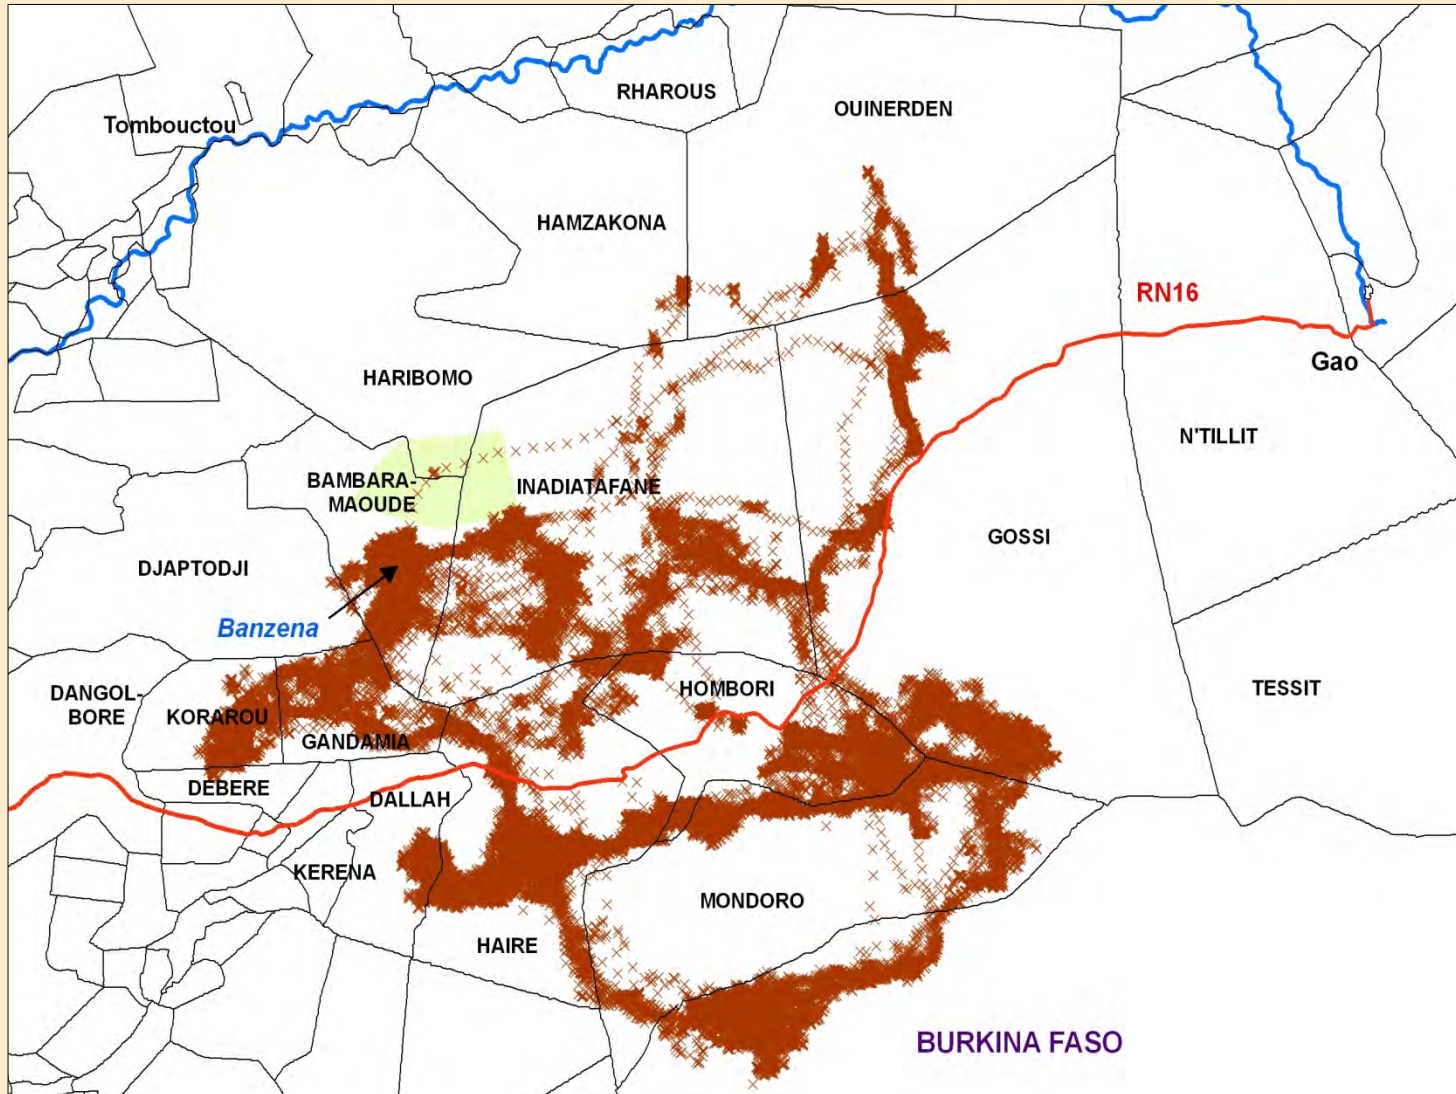 RHAROUS
OUINERDEN
Tombouctou
HAMZAKONA
RN16
Gao
HARIBOMO
N'TILLIT
BAMBARA-
MAOUDE
INADIATAFANE
GOSSI
DJAPTODJI
Banzena
DANGOL-
BORE
KORAROU
HOMBORI
TESSIT
GANDAMIA
DEBERE
DALLAH
KERENA
MONDORO
HAIRE
BURKINA FASO